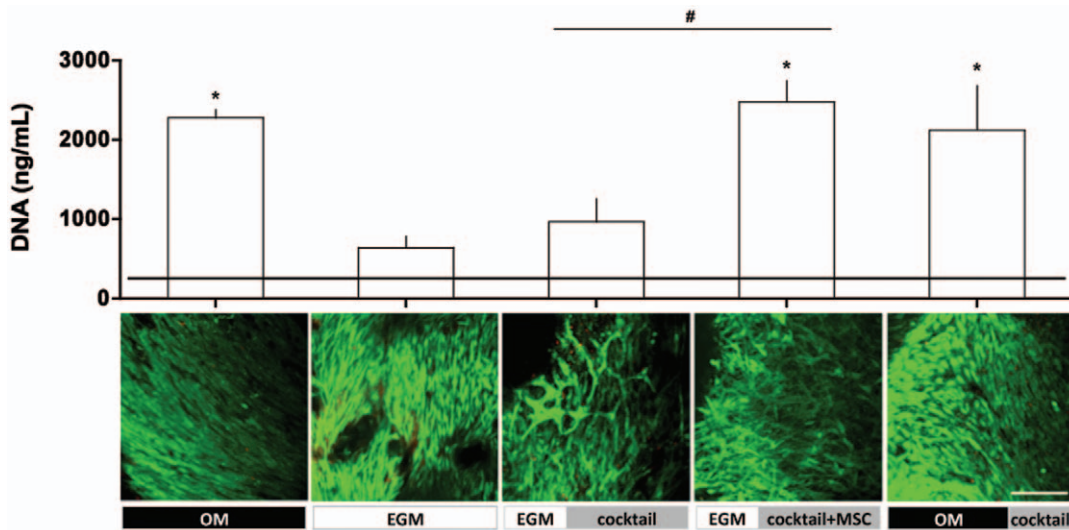 #
3000
2000
1000
0
DNA (ng/mL)
*
*
*
OM
EGM
EGM cocktail
EGM cocktail+MSC
OM cocktail